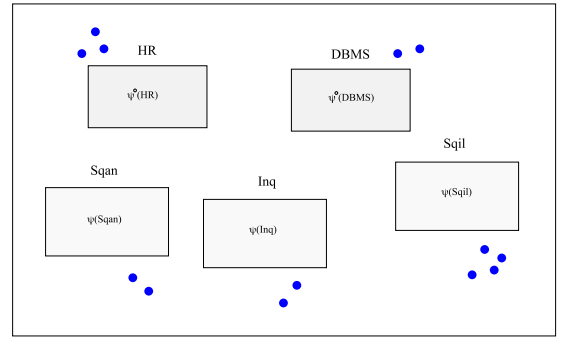 HR
DBMS
ψ°(HR)
ψ°(DBMS)
Sqil
Sqan
Inq
ψ(Sqil)
ψ(Sqan)
ψ(Inq)